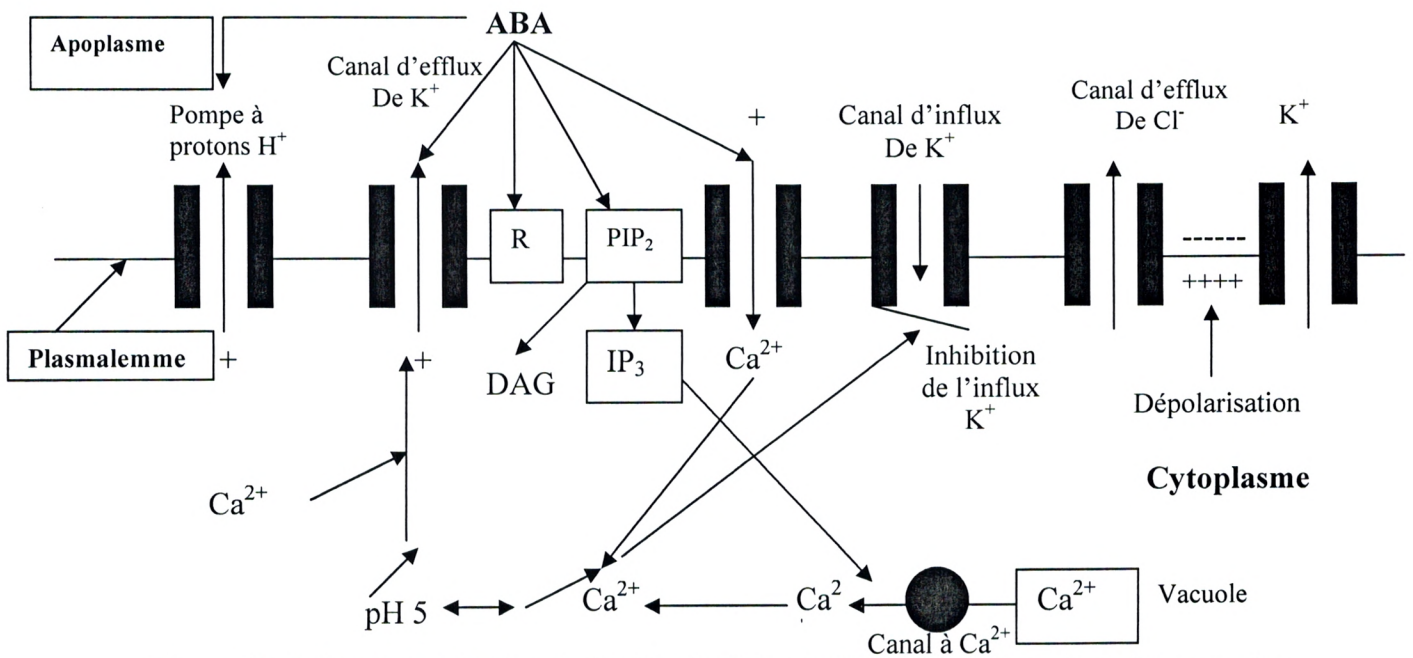 ABA
Apoplasme
Canal d'efflux
De K⁺
Pompe à
protons H⁺
+
Canal d'influx
De K⁺
Canal d'efflux
De Cl⁻
K⁺
R
PIP₂
-------
++++
Plasmalemme
+
+
DAG
IP₃
Ca²⁺
Inhibition
de l'influx
K⁺
Dépolarisation
Cytoplasme
Ca²⁺
pH 5
Ca²⁺
Ca²
Ca²⁺
Vacuole
Canal à Ca²⁺